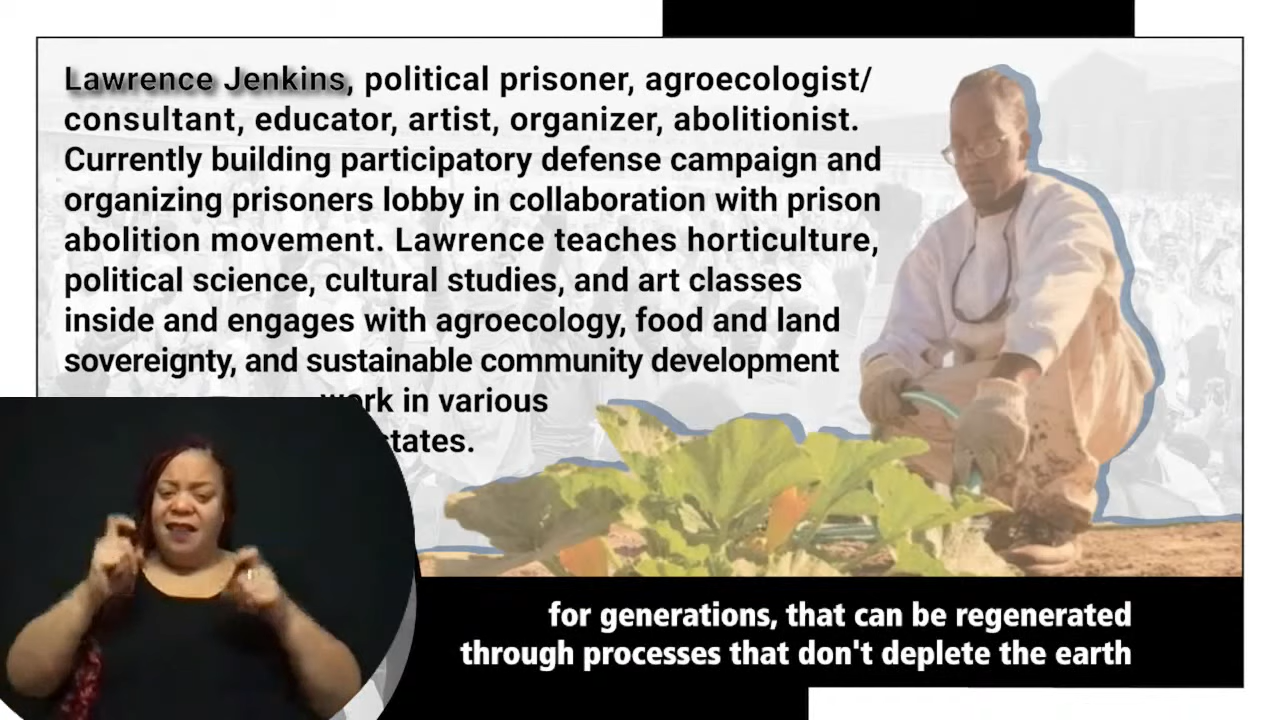 Lawrence Jenkins, political prisoner, agroecologist/
consultant, educator, artist, organizer, abolitionist.
Currently building participatory defense campaign and
organizing prisoners lobby in collaboration with prison
abolition movement. Lawrence teaches horticulture,
political science, cultural studies, and art classes
inside and engages with agroecology, food and land
sovereignty, and sustainable community development
work in various
states.
for generations, that can be regenerated
through processes that don't deplete the earth